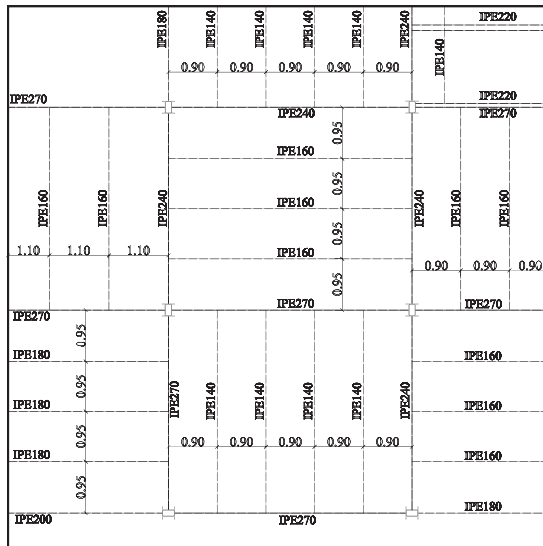 IPE180 IPE140 IPE140 IPE140 IPE140 IPE240 IPE220
IPE140
0.90 0.90 0.90 0.90 0.90
IPE220
IPE270 IPE240 IPE270
0.95
IPE160
0.95
IPE160 IPE160 IPE240 IPE160 IPE240 IPE160 IPE160
0.95
1.10 1.10 1.10 IPE160 0.90 0.90 0.90
0.95
IPE270 IPE270 IPE270
0.95
IPE180 IPE160
0.95
IPE270 IPE140 IPE140 IPE140 IPE140 IPE240
IPE180 IPE160
0.95 0.90 0.90 0.90 0.90 0.90
IPE180 IPE160
0.95
IPE200 IPE270 IPE180